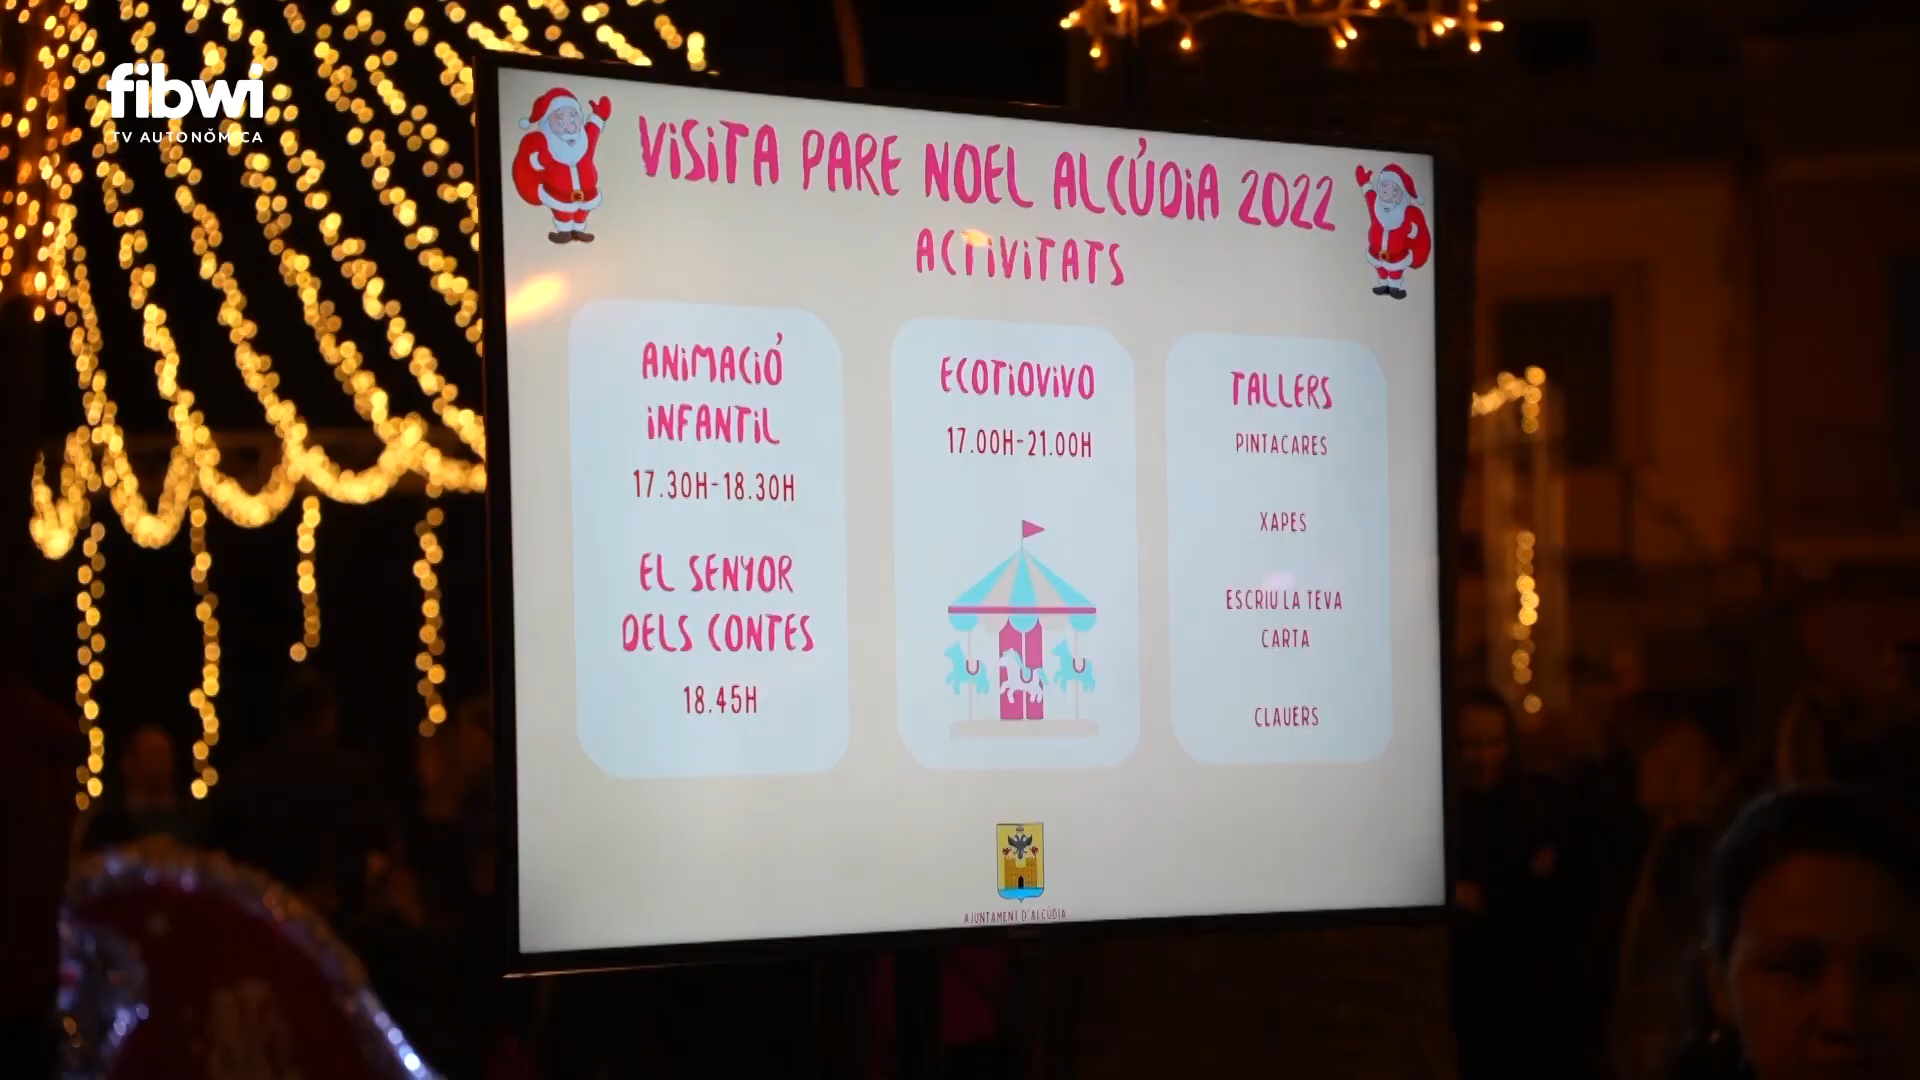 fibwi
TV AUTONÒMICA
VISITA PARE NOEL ALCÚDIA 2022
ACTIVITATS
ANIMACIÓ
INFANTIL
17.30H-18.30H
EL SENYOR
DELS CONTES
18.45H
ECOTIOVIVO
17.00H-21.00H
TALLERS
PINTACARES
XAPES
ESCRIU LA TEVA
CARTA
CLAUERS
AJUNTAMENT D'ALCÚDIA